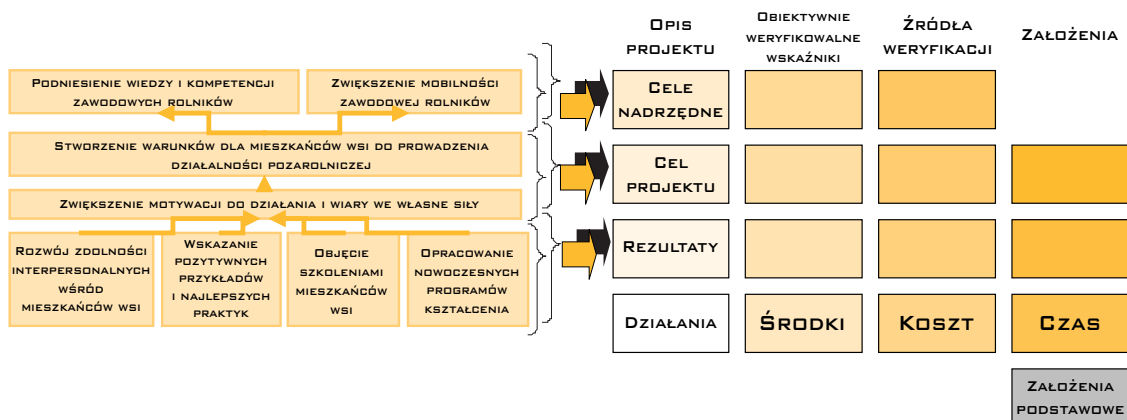 Podniesienie wiedzy i kompetencji
zawodowych rolników
Zwiększenie mobilności
zawodowej rolników
Stworzenie warunków dla mieszkańców wsi do prowadzenia
działalności pozarolniczej
Zwiększenie motywacji do działania i wiary we własne siły
Rozwój zdolności
interpersonalnych
wśród
mieszkańców wsi
Wskazanie
pozytywnych
przykładów
i najlepszych
praktyk
Objęcie
szkoleniami
mieszkańców
wsi
Opracowanie
nowoczesnych
programów
kształcenia
Opis
projektu
Obiektywnie
weryfikowalne
wskaźniki
Źródła
weryfikacji
Założenia
Cele
nadrzędne
Cel
projektu
Rezultaty
Działania
Środki
Koszt
Czas
Założenia
podstawowe